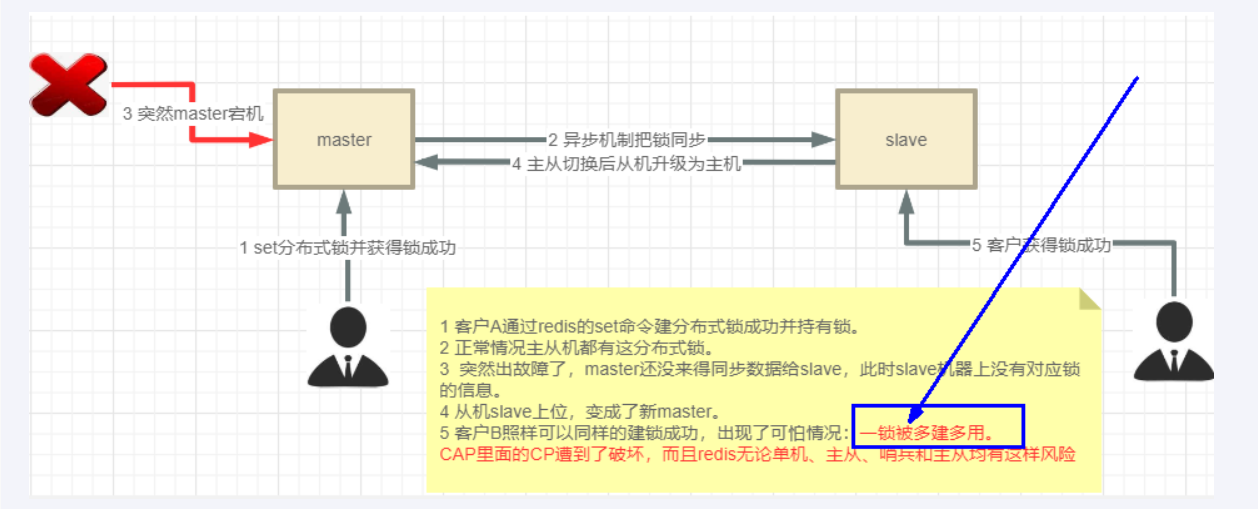 3 突然master宕机
master
2 异步机制把锁同步
4 主从切换后从机升级为主机
slave
1 set分布式锁并获得锁成功
5 客户获得锁成功
1 客户A通过redis的set命令建分布式锁成功并持有锁。
2 正常情况主从机都有这分布式锁。
3 突然出故障了，master还没来得同步数据给slave，此时slave机器上没有对应锁
的信息。
4 从机slave上位，变成了新master。
5 客户B照样可以同样的建锁成功，出现了可怕情况：一锁被多建多用。
CAP里面的CP遭到了破坏，而且redis无论单机、主从、哨兵和主从均有这样风险